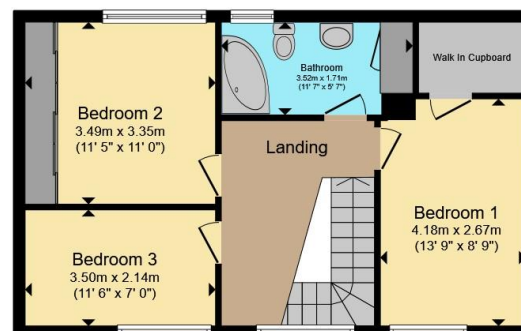 Bedroom 2
3.49m x 3.35m
(11' 5" x 11' 0")
Bathroom
3.52m x 1.71m
(11' 7" x 5' 7")
Walk In Cupboard
Landing
Bedroom 1
4.18m x 2.67m
(13' 9" x 8' 9")
Bedroom 3
3.50m x 2.14m
(11' 6" x 7' 0")